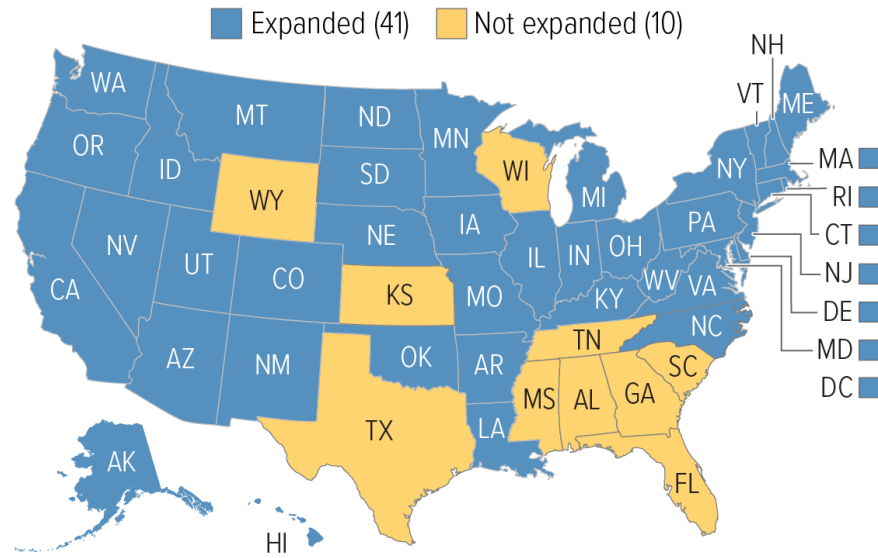 Expanded (41) Not expanded (10)
NH
VT
ME
WA
MT
ND
MN
OR
ID
SD
WI
MI
NY
MA
WY
RI
IA
PA
CT
NE
NV
UT
CO
IL
IN
OH
NJ
CA
KS
MO
WV
VA
KY
DE
NC
TN
MD
AZ
NM
OK
AR
SC
DC
MS
AL
GA
TX
LA
AK
FL
HI